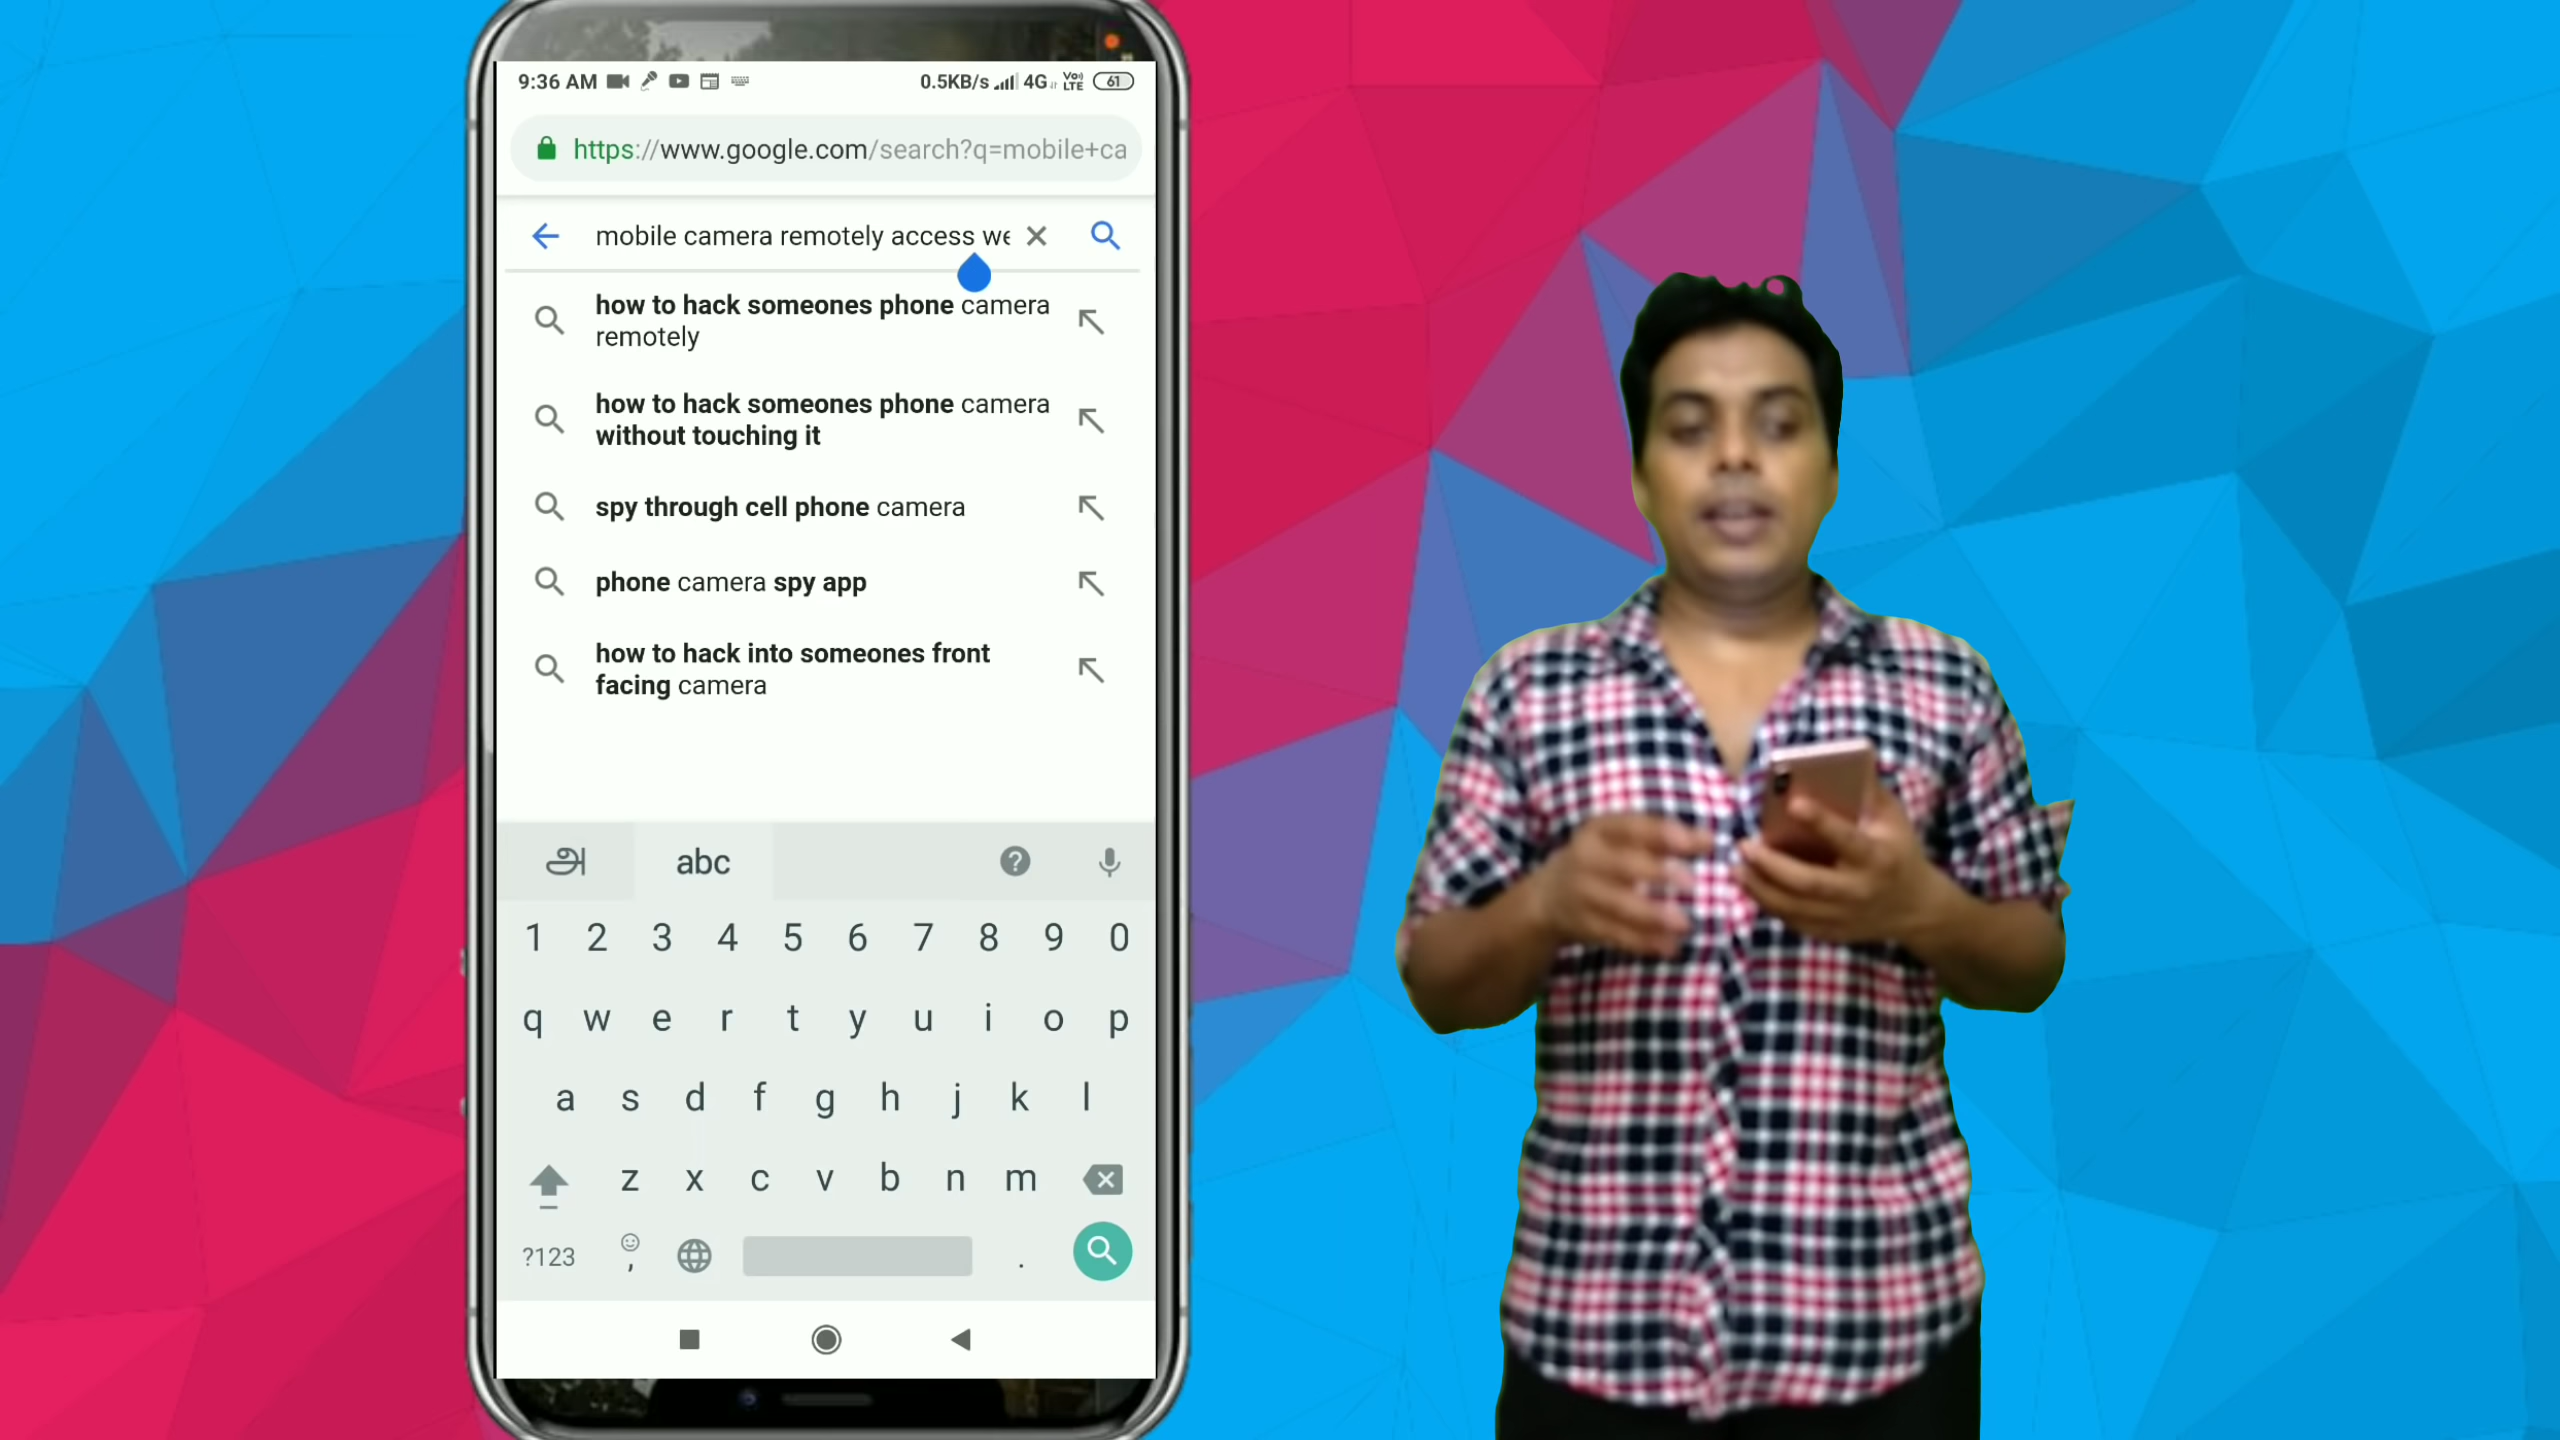 9:36 AM 0.5KB/s 4G Vo) LTE 61
https://www.google.com/search?q=mobile+ca
mobile camera remotely access we
how to hack someones phone camera
remotely
how to hack someones phone camera
without touching it
spy through cell phone camera
phone camera spy app
how to hack into someones front
facing camera
அ abc
1 2 3 4 5 6 7 8 9 0
q w e r t y u i o p
a s d f g h j k l
z x c v b n m
?123 , .